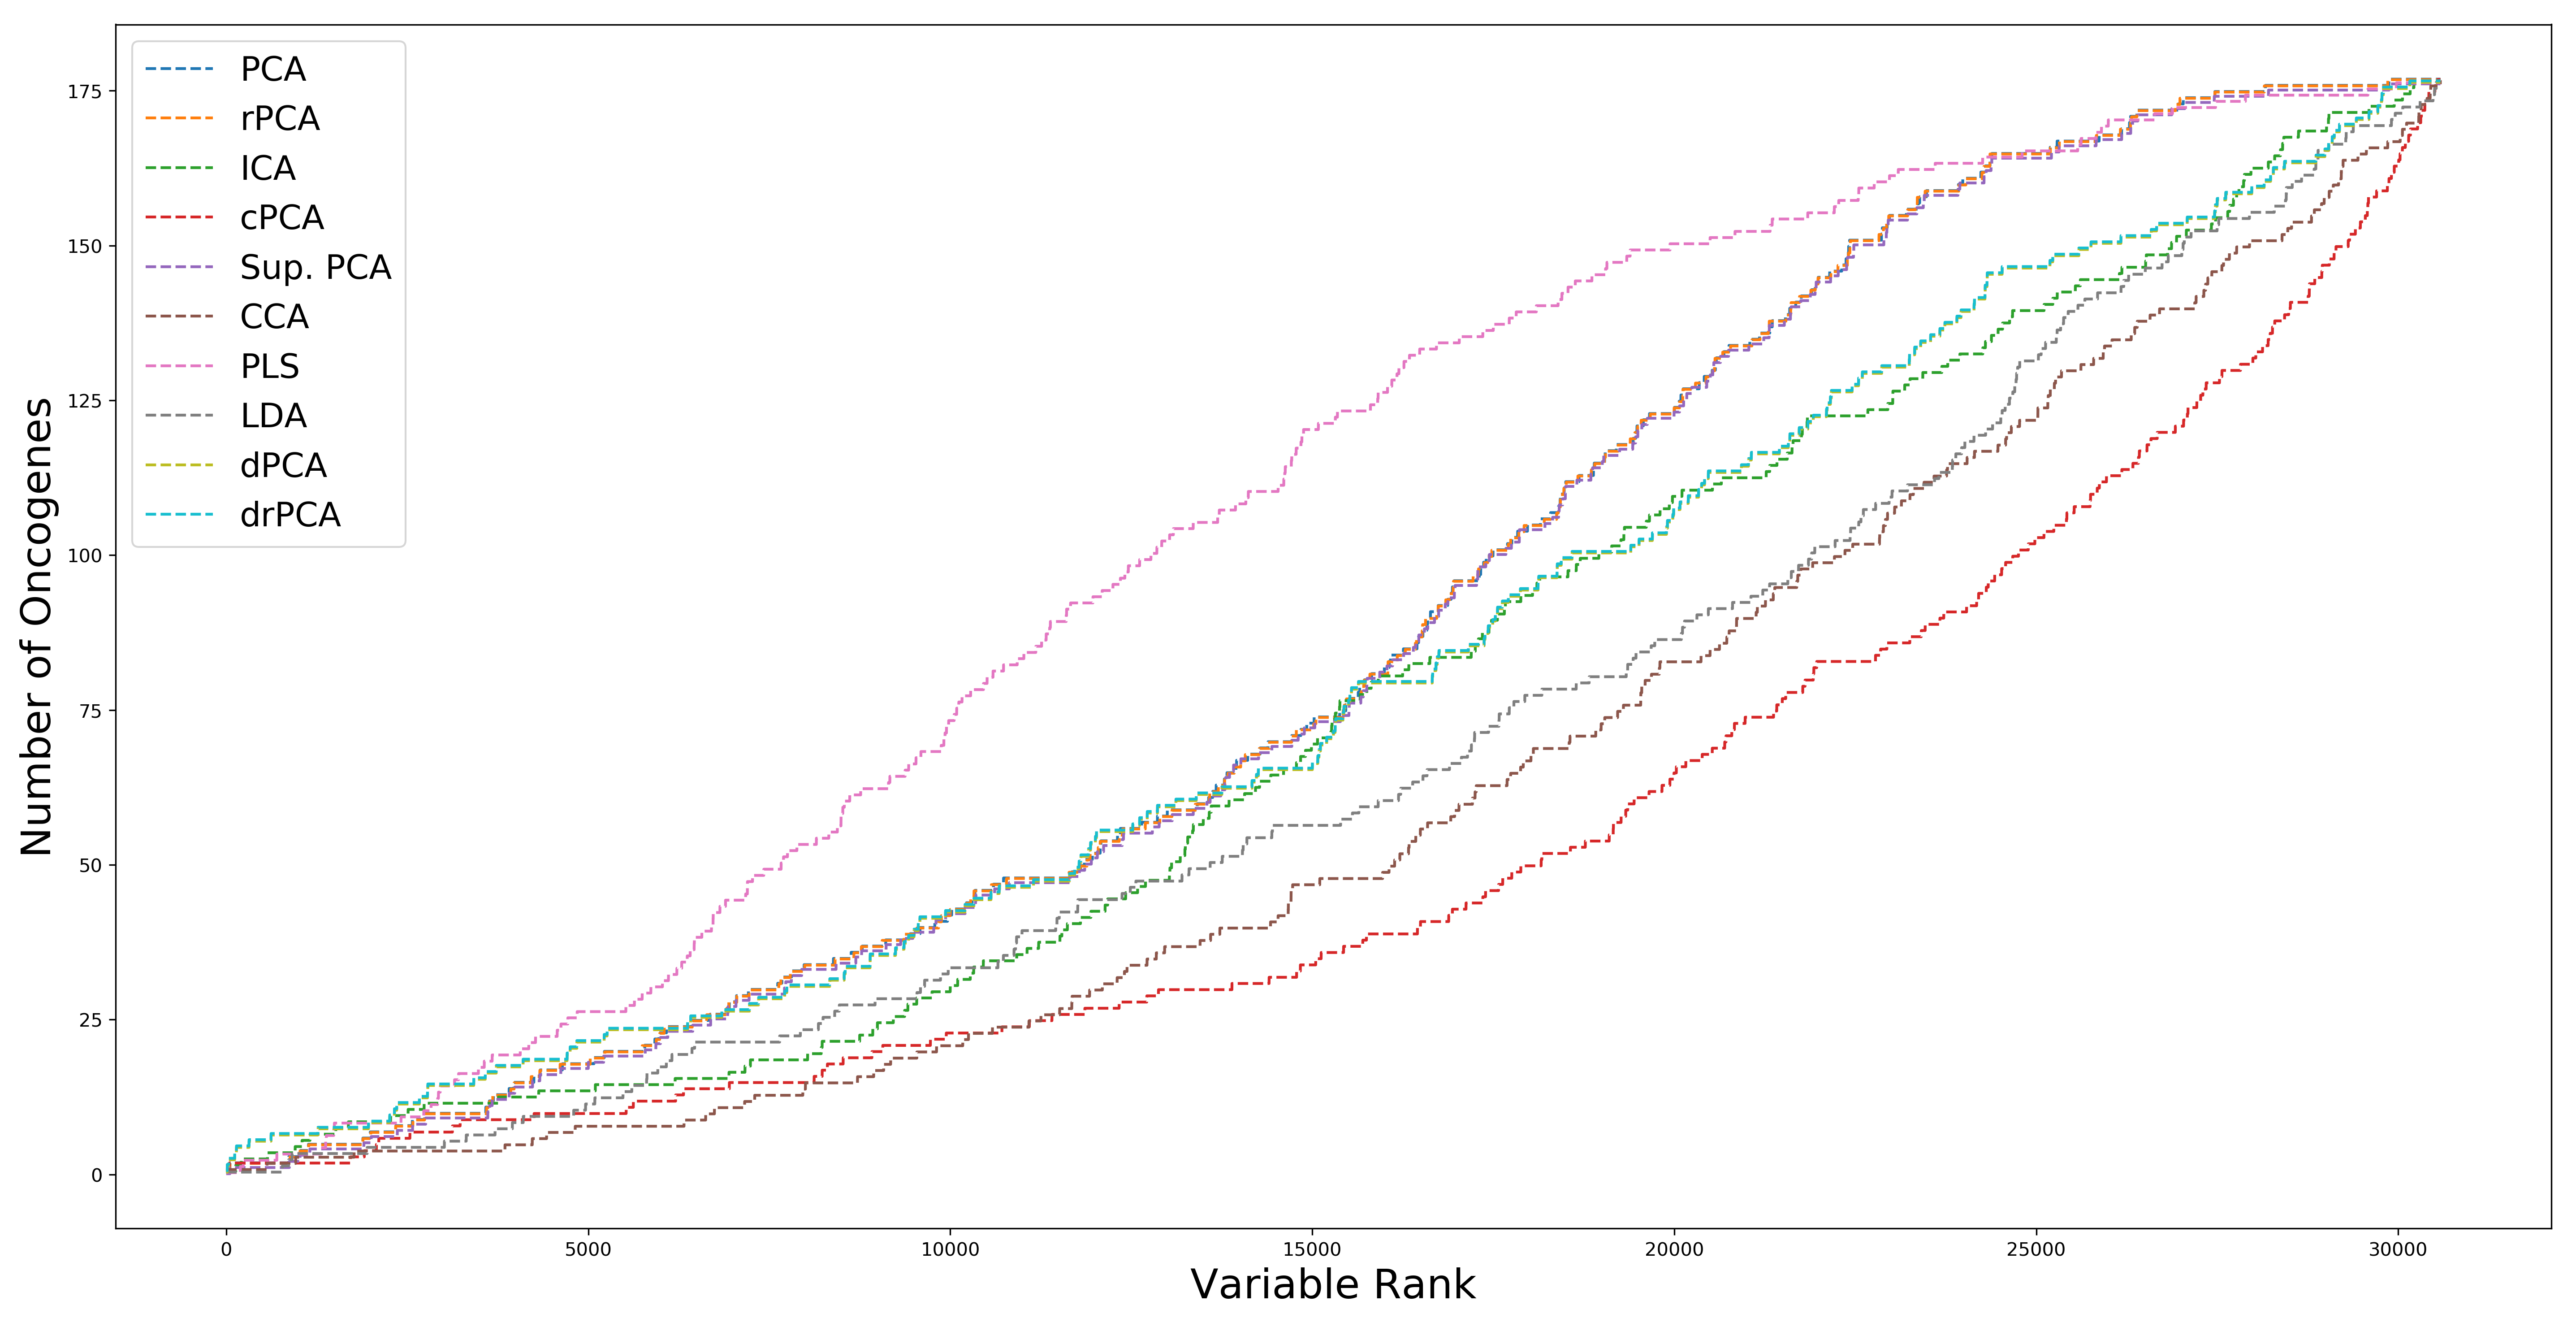 PCA
rPCA
ICA
cPCA
Sup. PCA
CCA
PLS
LDA
dPCA
drPCA
Number of Oncogenes
175
150
125
100
75
50
25
0
0 5000 10000 15000 20000 25000 30000
Variable Rank